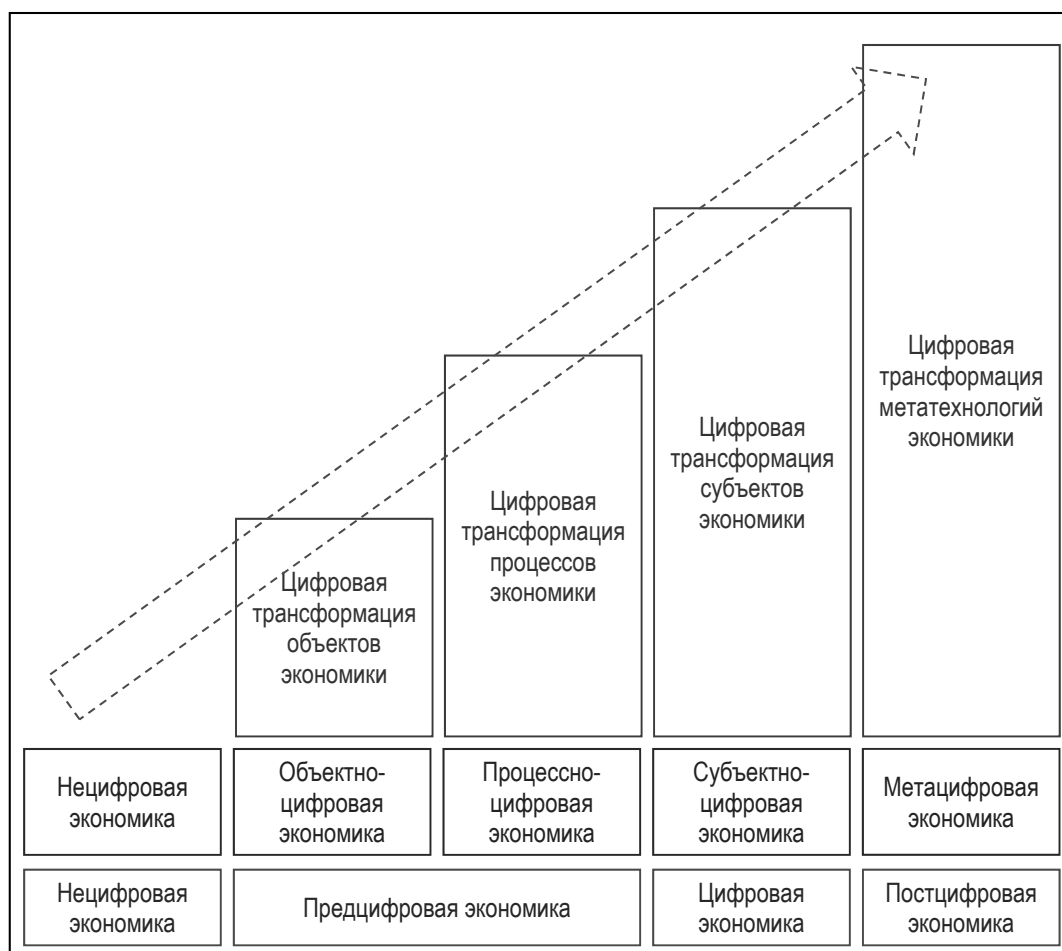 Цифровая
трансформация
объектов
экономики
Цифровая
трансформация
процессов
экономики
Цифровая
трансформация
субъектов
экономики
Цифровая
трансформация
метатехнологий
экономики
Нецифровая
экономика
Объектно-
цифровая
экономика
Процессно-
цифровая
экономика
Субъектно-
цифровая
экономика
Метацифровая
экономика
Нецифровая
экономика
Предцифровая экономика
Цифровая
экономика
Постцифровая
экономика